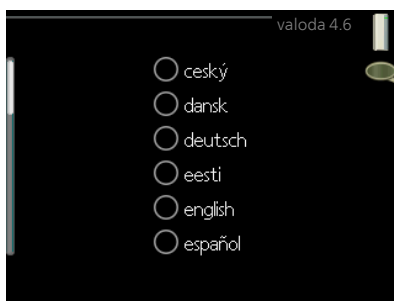 valoda 4.6
ceský
dansk
deutsch
eesti
english
español